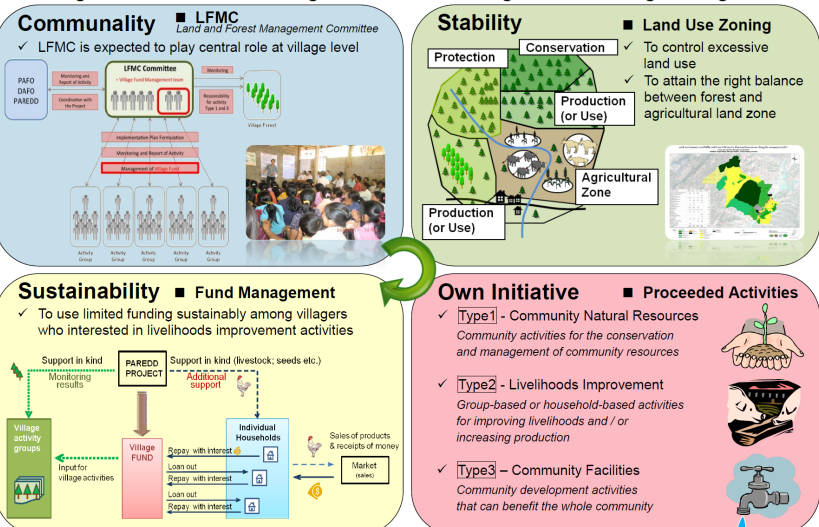 Communality
■ LFMC
Land and Forest Management Committee
✓ LFMC is expected to play central role at village level
PAFO
DAFO
PAREDD
Monitoring and
Report of Activity
Coordination with
the Project
LFMC Committee
- Village Fund Management team
Monitoring
Responsibility
for activity
Type 1 and 3
Village Forest
Implementation Plan Formulation
Monitoring and Report of Activity
Management of Village Fund
Activity
Group
Activity
Group
Activity
Group
Activity
Group
Activity
Group
Stability
■ Land Use Zoning
✓ To control excessive
land use
✓ To attain the right balance
between forest and
agricultural land zone
Protection
Conservation
Production
(or Use)
Agricultural
Zone
Production
(or Use)
Sustainability
■ Fund Management
✓ To use limited funding sustainably among villagers
who interested in livelihoods improvement activities
Support in kind
Monitoring
results
PAREDD
PROJECT
Support in kind (livestock; seeds etc.)
Additional
support
Village
activity
groups
Input for
village activities
Village
FUND
Individual
Households
Repay with interest
Loan out
Repay with interest
Loan out
Repay with interest
Sales of products
& receipts of money
Market
(sales)
Own Initiative
■ Proceeded Activities
✓ Type1 - Community Natural Resources
Community activities for the conservation
and management of community resources
✓ Type2 - Livelihoods Improvement
Group-based or household-based activities
for improving livelihoods and / or
increasing production
✓ Type3 – Community Facilities
Community development activities
that can benefit the whole community